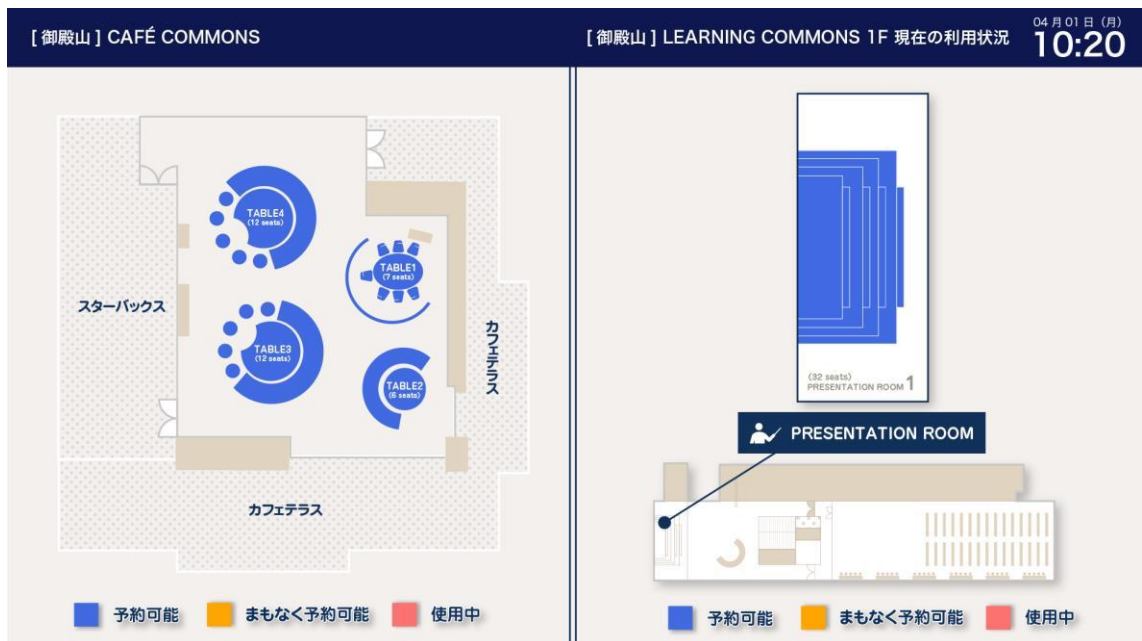 [ 御殿山 ] CAFÉ COMMONS
TABLE4
(12 seats)
TABLE1
(7 seats)
スターバックス
TABLE3
(12 seats)
TABLE2
(6 seats)
カフェテラス
カフェテラス
予約可能
まもなく予約可能
使用中
[ 御殿山 ] LEARNING COMMONS 1F 現在の利用状況
04月01日（月）
10:20
(32 seats)
PRESENTATION ROOM 1
PRESENTATION ROOM
予約可能
まもなく予約可能
使用中